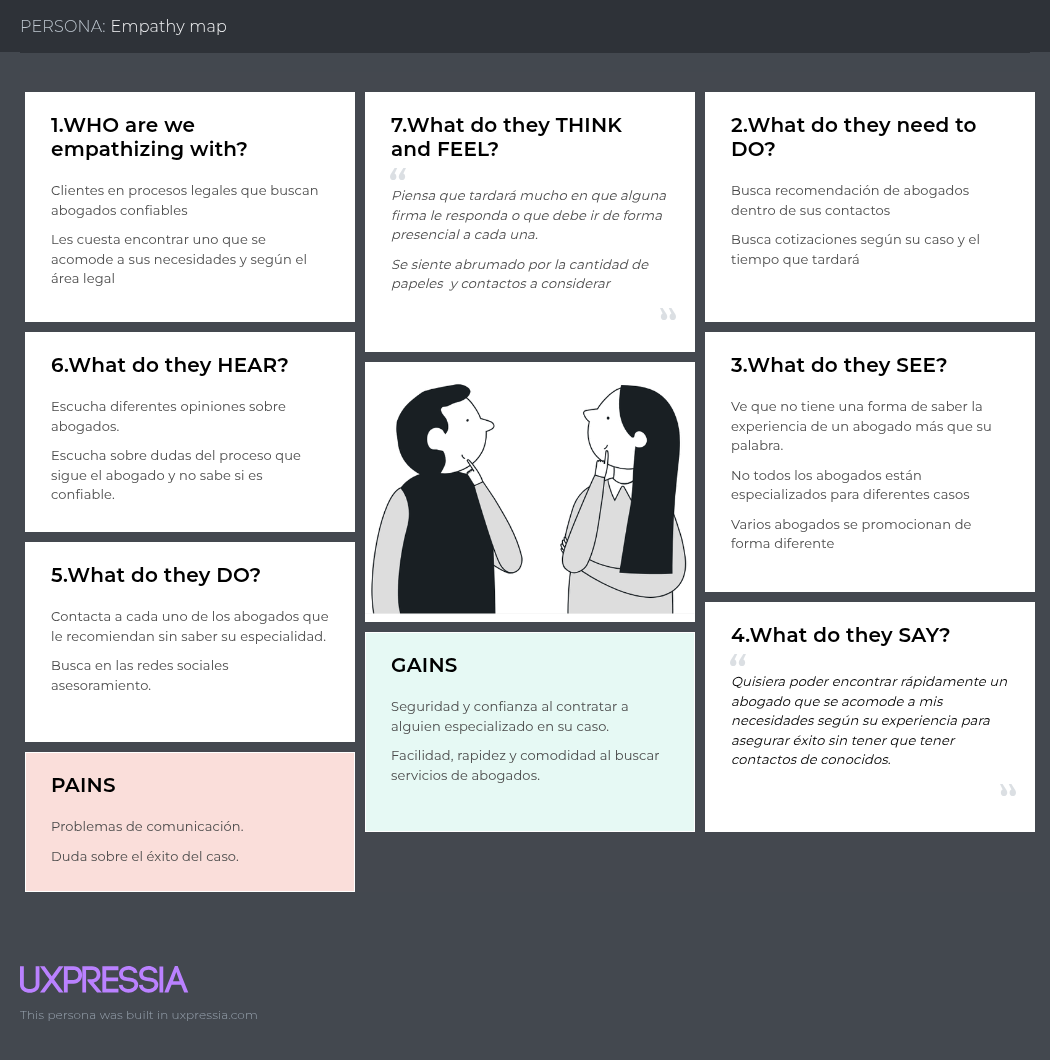 PERSONA: Empathy map
1.WHO are we
empathizing with?
Clientes en procesos legales que buscan
abogados confiables
Les cuesta encontrar uno que se
acomode a sus necesidades y según el
área legal
6.What do they HEAR?
Escucha diferentes opiniones sobre
abogados.
Escucha sobre dudas del proceso que
sigue el abogado y no sabe si es
confiable.
5.What do they DO?
Contacta a cada uno de los abogados que
le recomiendan sin saber su especialidad.
Busca en las redes sociales
asesoramiento.
PAINS
Problemas de comunicación.
Duda sobre el éxito del caso.
7.What do they THINK
and FEEL?
“
Piensa que tardará mucho en que alguna
firma le responda o que debe ir de forma
presencial a cada una.
Se siente abrumado por la cantidad de
papeles  y contactos a considerar
”
GAINS
Seguridad y confianza al contratar a
alguien especializado en su caso.
Facilidad, rapidez y comodidad al buscar
servicios de abogados.
2.What do they need to
DO?
Busca recomendación de abogados
dentro de sus contactos
Busca cotizaciones según su caso y el
tiempo que tardará
3.What do they SEE?
Ve que no tiene una forma de saber la
experiencia de un abogado más que su
palabra.
No todos los abogados están
especializados para diferentes casos
Varios abogados se promocionan de
forma diferente
4.What do they SAY?
“
Quisiera poder encontrar rápidamente un
abogado que se acomode a mis
necesidades según su experiencia para
asegurar éxito sin tener que tener
contactos de conocidos.
”
UXPRESSIA
This persona was built in uxpressia.com